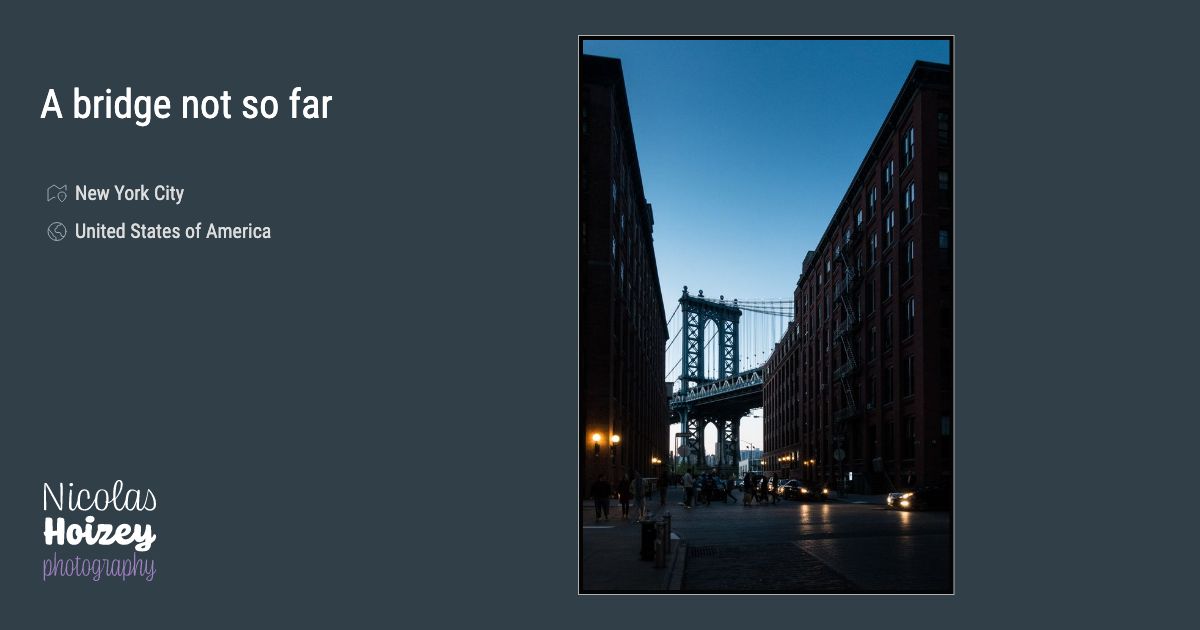 A bridge not so far
New York City
United States of America
Nicolas
Hoizey
photography